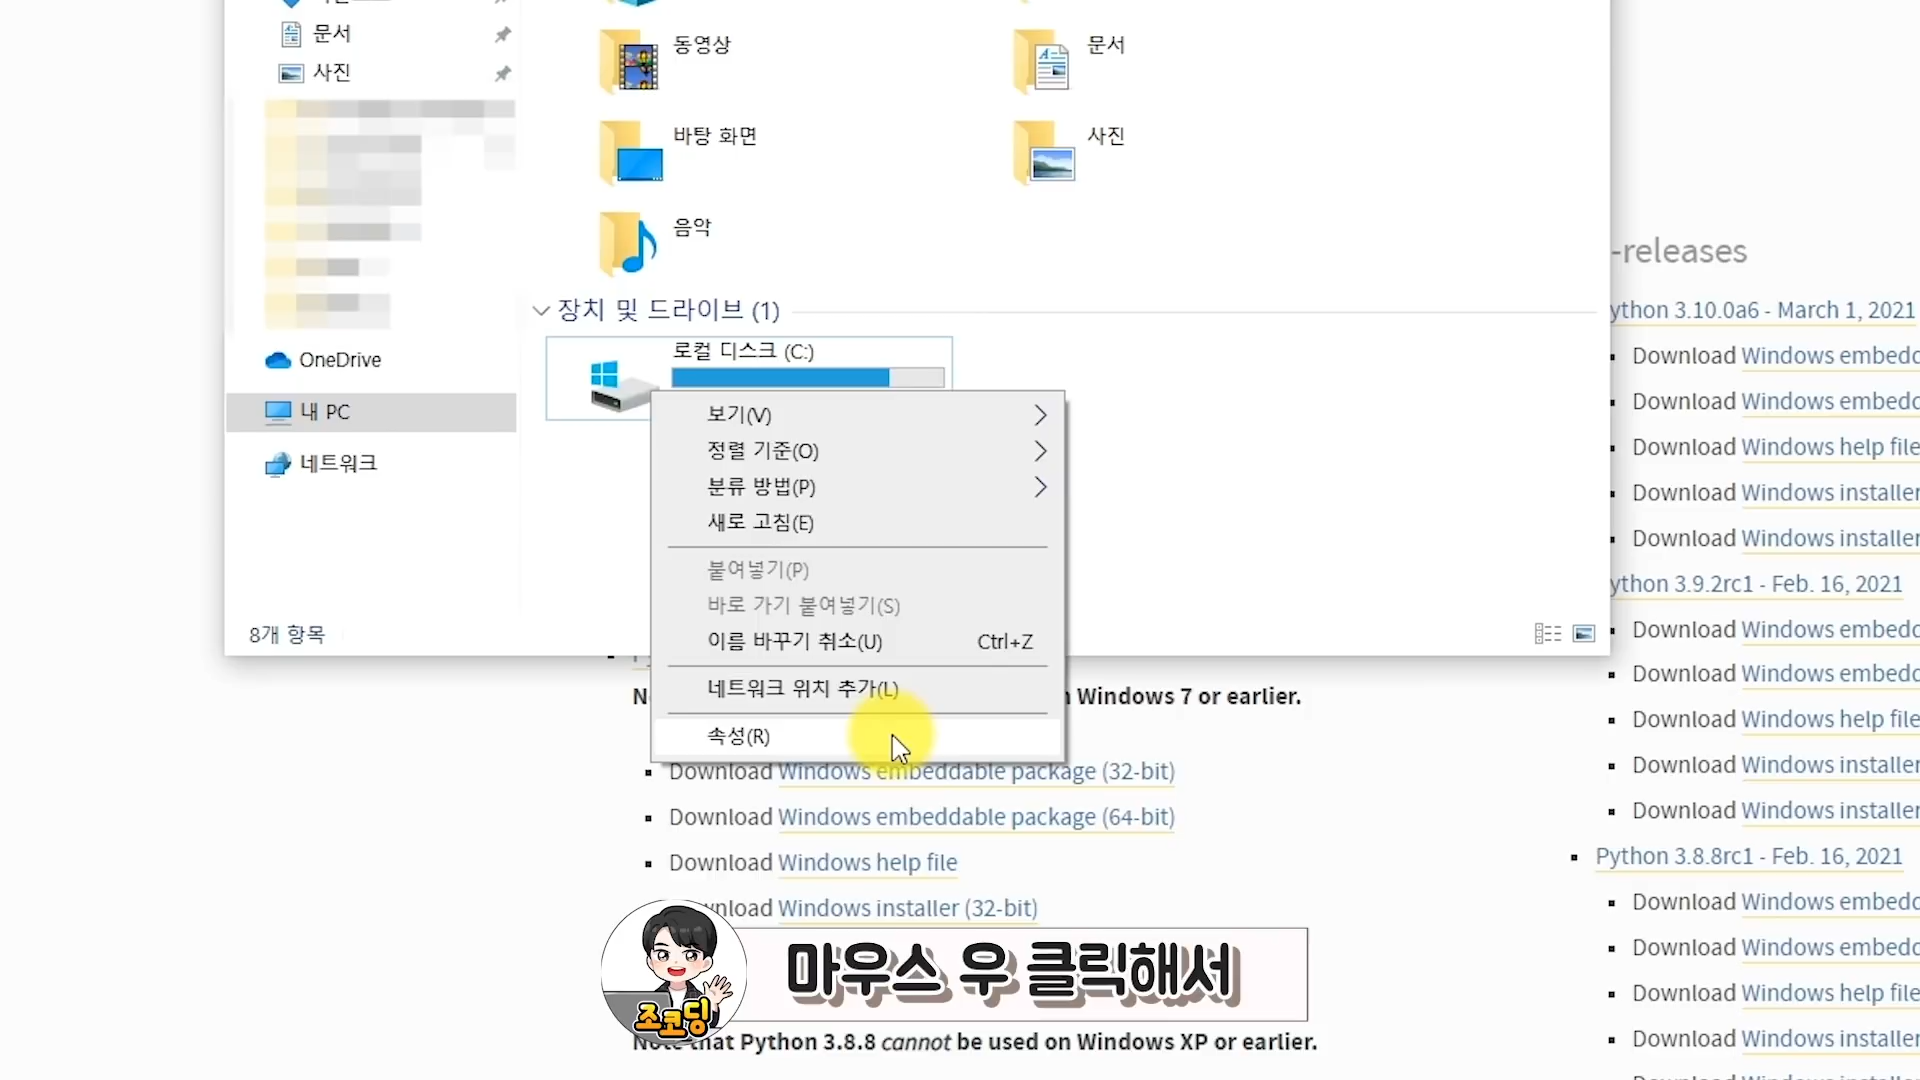 문서
사진
OneDrive
내 PC
네트워크
8개 항목
동영상
문서
바탕 화면
사진
음악
장치 및 드라이브 (1)
로컬 디스크 (C:)
보기(V)
정렬 기준(O)
분류 방법(P)
새로 고침(E)
붙여넣기(P)
바로 가기 붙여넣기(S)
이름 바꾸기 취소(U) Ctrl+Z
네트워크 위치 추가(L)
속성(R)
Windows 7 or earlier.
Download Windows embeddable package (32-bit)
Download Windows embeddable package (64-bit)
Download Windows help file
Windows installer (32-bit)
조코딩
마우스 우 클릭해서
Note that Python 3.8.8 cannot be used on Windows XP or earlier.
-releases
ython 3.10.0a6 - March 1, 2021
Download Windows embedd
Download Windows embedd
Download Windows help file
Download Windows installer
Download Windows installer
ython 3.9.2rc1 - Feb. 16, 2021
Download Windows embedd
Download Windows embedd
Download Windows help file
Download Windows installer
Download Windows installer
Python 3.8.8rc1 - Feb. 16, 2021
Download Windows embedd
Download Windows embedd
Download Windows help file
Download Windows installer